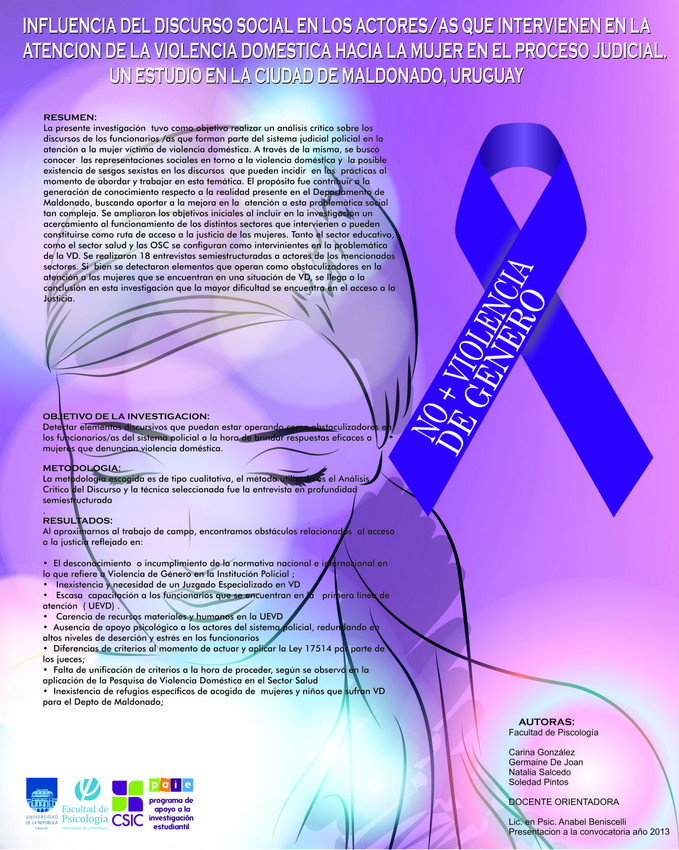 INFLUENCIA DEL DISCURSO SOCIAL EN LOS ACTORES/AS QUE INTERVIENEN EN LA
ATENCION DE LA VIOLENCIA DOMESTICA HACIA LA MUJER EN EL PROCESO JUDICIAL.
UN ESTUDIO EN LA CIUDAD DE MALDONADO, URUGUAY
RESUMEN:
La presente investigación tuvo como objetivo realizar un análisis crítico sobre los
discursos de los funcionarios /as que forman parte del sistema judicial policial en la
atención a la mujer víctima de violencia doméstica. A través de la misma, se buscó
conocer las representaciones sociales en torno a la violencia doméstica y la posible
existencia de sesgos sexistas en los discursos que pueden incidir en las prácticas al
momento de abordar y trabajar en esta temática. El propósito fue contribuir a la
generación de conocimiento respecto a la realidad presente en el Departamento de
Maldonado, buscando aportar a la mejora en la atención a esta problemática social
tan compleja. Se ampliaron los objetivos iniciales al incluir en la investigación un
acercamiento al funcionamiento de los distintos sectores que intervienen o pueden
constituirse como ruta de acceso a la justicia de las mujeres. Tanto el sector educativo,
como el sector salud y las OSC se configuran como intervinientes en la problemática
de la VD. Se realizaron 18 entrevistas semiestructuradas a actores de los mencionados
sectores. Si bien se detectaron elementos que operan como obstaculizadores en la
atención a las mujeres que se encuentran en una situación de VD, se llega a la
conclusión en esta investigación que la mayor dificultad se encuentra en el acceso a la
Justicia.
NO + VIOLENCIA
DE GÉNERO
OBJETIVO DE LA INVESTIGACION:
Detectar elementos discursivos que puedan estar operando como obstaculizadores en
los funcionarios/as del sistema policial a la hora de brindar respuestas eficaces a
mujeres que denuncian violencia doméstica.
METODOLOGIA:
La metodología escogida es de tipo cualitativa, el método utilizado es el Análisis
Critico del Discurso y la técnica seleccionada fue la entrevista en profundidad
semiestructurada
.
RESULTADOS:
Al aproximarnos al trabajo de campo, encontramos obstáculos relacionados al acceso
a la justicia reflejado en:
• El desconocimiento o incumplimiento de la normativa nacional e internacional en
lo que refiere a Violencia de Género en la Institución Policial ;
• Inexistencia y necesidad de un Juzgado Especializado en VD
• Escasa capacitación a los funcionarios que se encuentran en la primera línea de
atención ( UEVD) .
• Carencia de recursos materiales y humanos en la UEVD
• Ausencia de apoyo psicológico a los actores del sistema policial, redundando en
altos niveles de deserción y estrés en los funcionarios
• Diferencias de criterios al momento de actuar y aplicar la Ley 17514 por parte de
los jueces;
• Falta de unificación de criterios a la hora de proceder, según se observó en la
aplicación de la Pesquisa de Violencia Doméstica en el Sector Salud
• Inexistencia de refugios específicos de acogida de mujeres y niños que sufran VD
para el Depto de Maldonado;
AUTORAS:
Facultad de Piscología
Carina González
Germaine De Joan
Natalia Salcedo
Soledad Pintos
DOCENTE ORIENTADORA
Lic. en Psic. Anabel Beniscelli
Presentacion a la convocatoria año 2013
UNIVERSIDAD
DE LA REPÚBLICA
URUGUAY
Facultad de
Psicología
UNIVERSIDAD DE LA REPUBLICA
CSIC
paie
programa de
apoyo a la
investigación
estudiantil